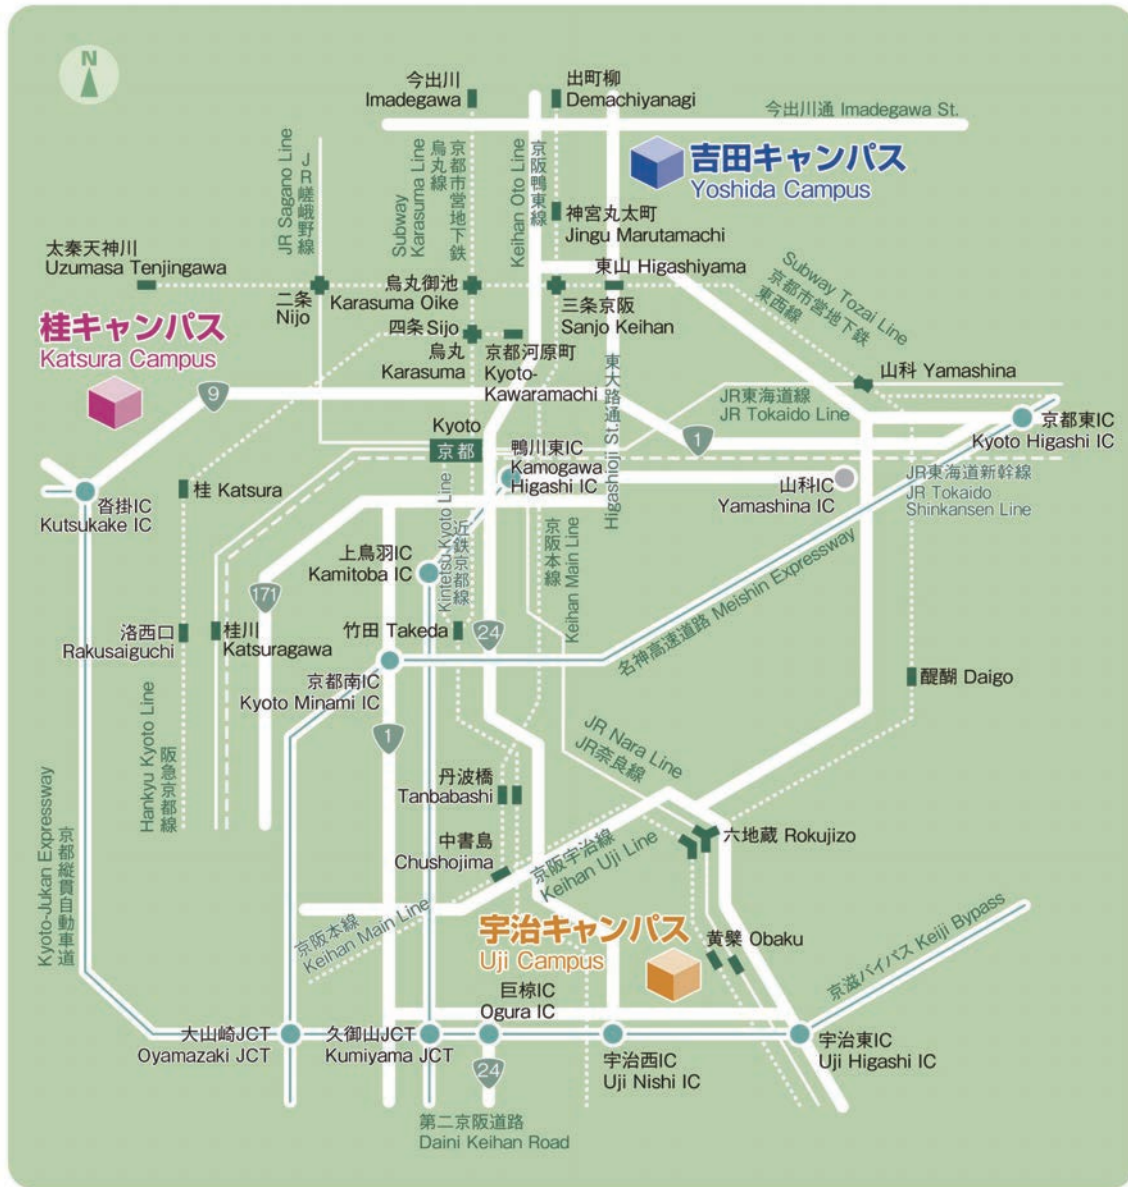 N
今出川
Imadegawa
出町柳
Demachiyanagi
今出川通 Imadegawa St.
吉田キャンパス
Yoshida Campus
JR Sagano Line
JR嵯峨野線
Subway
Karasuma Line
烏丸線
京都市営地下鉄
Keihan Oto Line
京阪鴨東線
神宮丸太町
Jingu Marutamachi
太秦天神川
Uzumasa Tenjingawa
二条
Nijo
烏丸御池
Karasuma Oike
東山 Higashiyama
三条京阪
Sanjo Keihan
Subway Tozai Line
京都市営地下鉄
東西線
桂キャンパス
Katsura Campus
四条 Sijo
烏丸
Karasuma
京都河原町
Kyoto-
Kawaramachi
東大路通
Higashioji St.
山科 Yamashina
JR東海道線
JR Tokaido Line
9
1
京都東IC
Kyoto Higashi IC
Kyoto
京都
鴨川東IC
Kamogawa
Higashi IC
山科IC
Yamashina IC
JR東海道新幹線
JR Tokaido
Shinkansen Line
沓掛IC
Kutsukake IC
桂 Katsura
上鳥羽IC
Kamitoba IC
Kintetsu Kyoto Line
近鉄京都線
京阪本線
Keihan Main Line
名神高速道路 Meishin Expressway
171
洛西口
Rakusaiguchi
桂川
Katsuragawa
竹田 Takeda
24
京都南IC
Kyoto Minami IC
醍醐 Daigo
1
Hankyu Kyoto Line
阪急京都線
JR Nara Line
JR奈良線
丹波橋
Tanbabashi
Kyoto-Jukan Expressway
京都縦貫自動車道
中書島
Chushojima
京阪宇治線
Keihan Uji Line
六地蔵 Rokujizo
京阪本線
Keihan Main Line
宇治キャンパス
Uji Campus
黄檗 Obaku
京滋バイパス Keiji Bypass
大山崎JCT
Oyamazaki JCT
久御山JCT
Kumiyama JCT
巨椋IC
Ogura IC
24
宇治西IC
Uji Nishi IC
宇治東IC
Uji Higashi IC
第二京阪道路
Daini Keihan Road